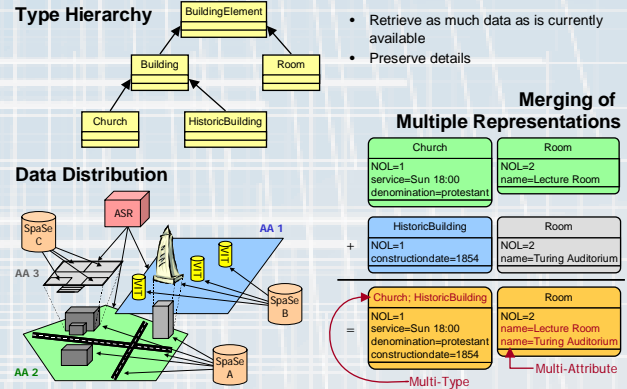 Type Hierarchy
BuildingElement
Building
Room
Church
HistoricBuilding
• Retrieve as much data as is currently
available
• Preserve details
Merging of
Multiple Representations
Church
NOL=1
service=Sun 18:00
denomination=protestant
Room
NOL=2
name=Lecture Room
+
HistoricBuilding
NOL=1
constructiondate=1854
Room
NOL=2
name=Turing Auditorium
=
Church; HistoricBuilding
NOL=1
service=Sun 18:00
denomination=protestant
constructiondate=1854
Room
NOL=2
name=Lecture Room
name=Turing Auditorium
Multi-Type
Multi-Attribute
Data Distribution
SpaSe
C
ASR
AA 1
VIT
VIT
VIT
AA 3
SpaSe
B
SpaSe
A
AA 2